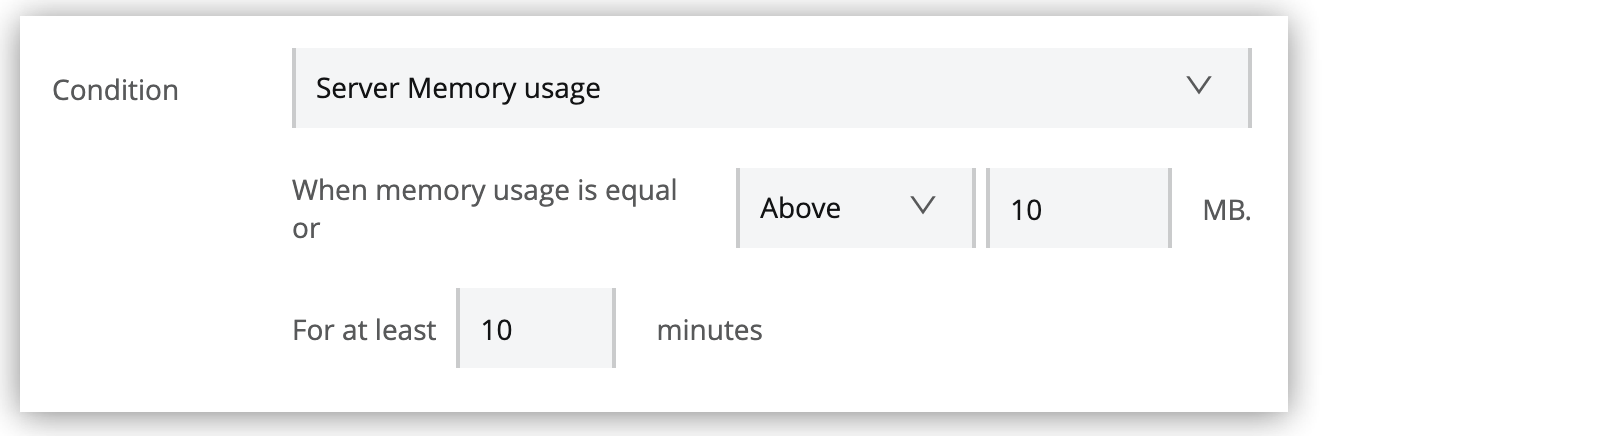 Condition
Server Memory usage
When memory usage is equal
or
Above
10
MB.
For at least
10
minutes